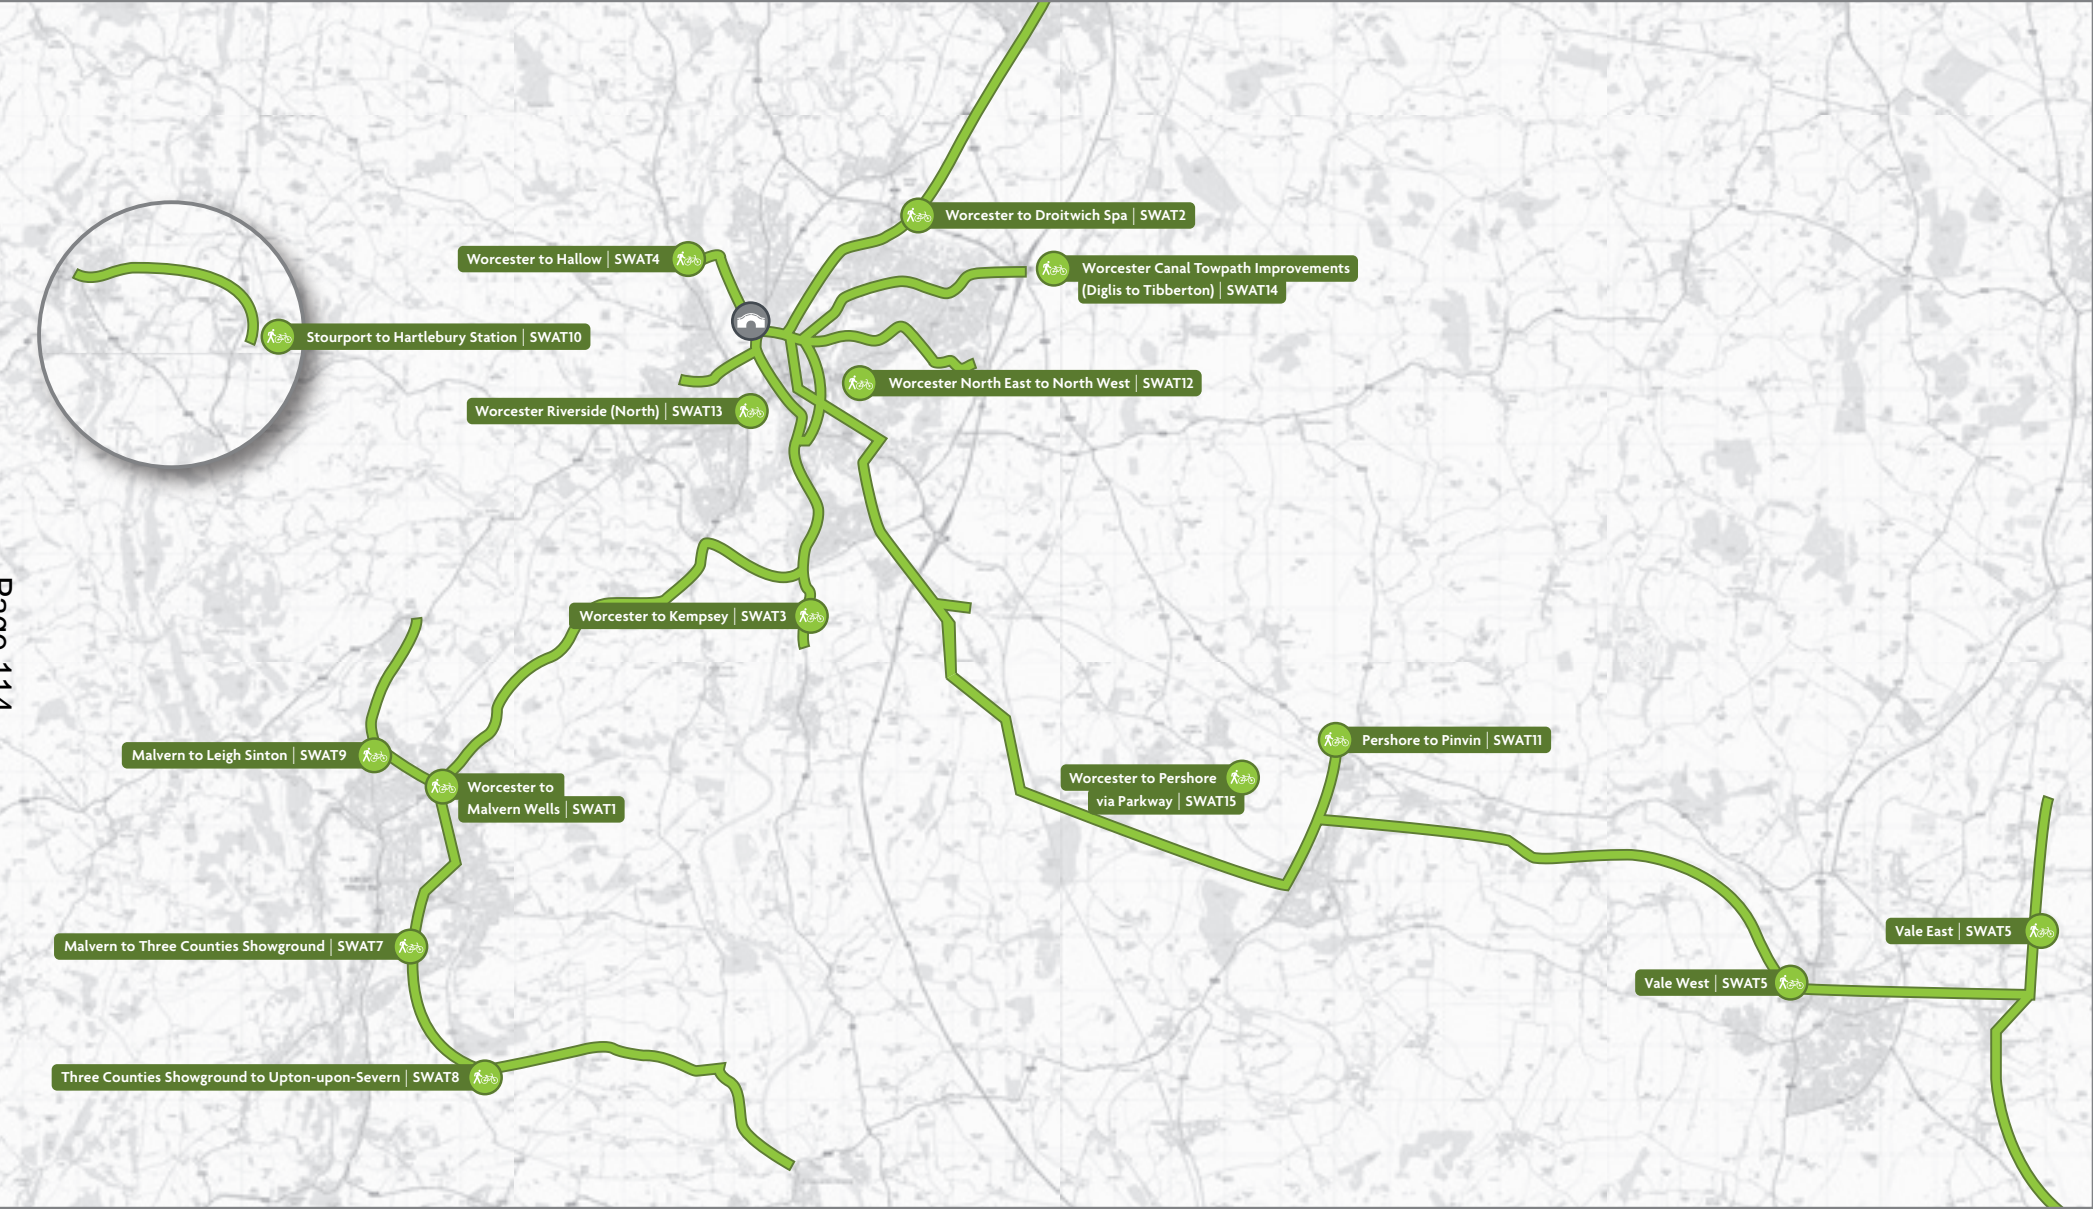 Worcester to Droitwich Spa | SWAT2
Worcester to Hallow | SWAT4
Worcester Canal Towpath Improvements
(Diglis to Tibberton) | SWAT14
Stourport to Hartlebury Station | SWAT10
Worcester North East to North West | SWAT12
Worcester Riverside (North) | SWAT13
Worcester to Kempsey | SWAT3
Page 114
Malvern to Leigh Sinton | SWAT9
Worcester to
Malvern Wells | SWAT1
Pershore to Pinvin | SWAT11
Worcester to Pershore
via Parkway | SWAT15
Vale East | SWAT5
Malvern to Three Counties Showground | SWAT7
Vale West | SWAT5
Three Counties Showground to Upton-upon-Severn | SWAT8